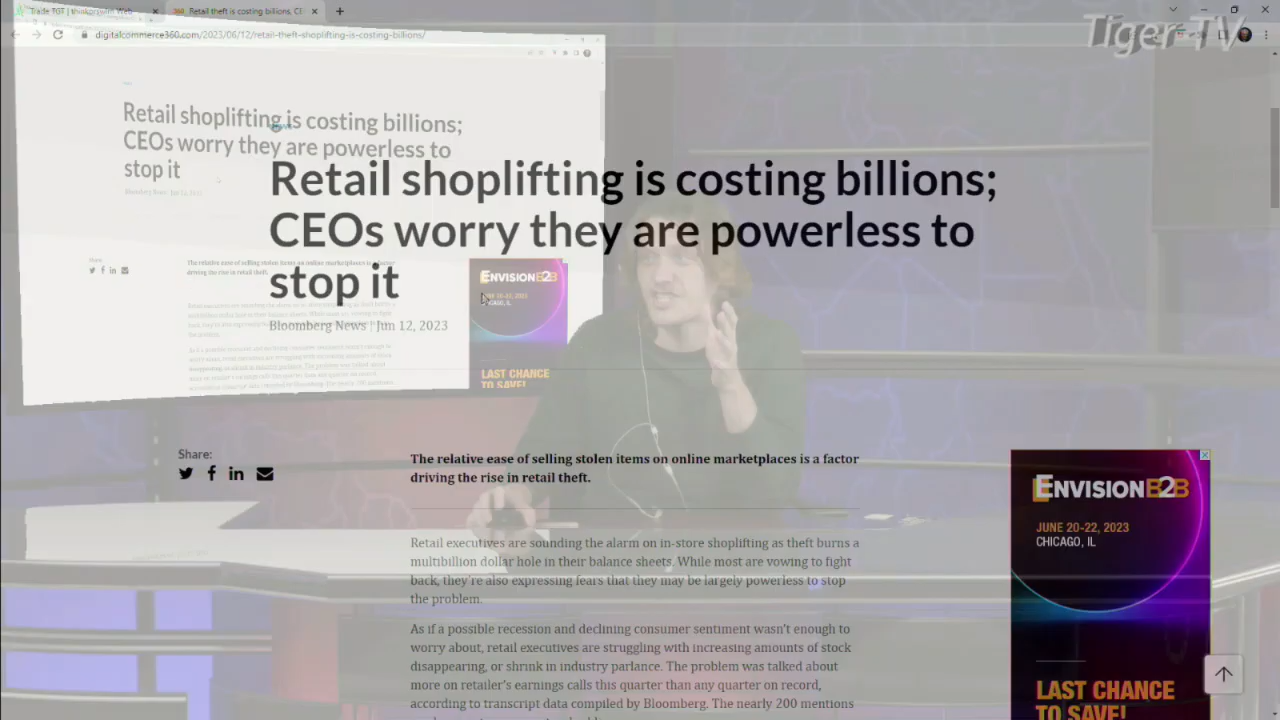 Trade TGT | thinkorswim Web
Retail theft is costing billions, CE
digitalcommerce360.com/2023/06/12/retail-theft-shoplifting-is-costing-billions/
Tiger-TV
Retail shoplifting is costing billions;
CEOs worry they are powerless to
stop it
Retail shoplifting is costing billions;
CEOs worry they are powerless to
stop it
Bloomberg News | Jun 12, 2023
ENVISIONB2B
JUNE 20-22, 2023
CHICAGO, IL
LAST CHANCE
TO SAVE!
Share:
The relative ease of selling stolen items on online marketplaces is a factor
driving the rise in retail theft.
Retail executives are sounding the alarm on in-store shoplifting as theft burns a
multibillion dollar hole in their balance sheets. While most are vowing to fight
back, they're also expressing fears that they may be largely powerless to stop
the problem.
As if a possible recession and declining consumer sentiment wasn't enough to
worry about, retail executives are struggling with increasing amounts of stock
disappearing, or shrink in industry parlance. The problem was talked about
more on retailer's earnings calls this quarter than any quarter on record,
according to transcript data compiled by Bloomberg. The nearly 200 mentions
ENVISIONB2B
JUNE 20-22, 2023
CHICAGO, IL
LAST CHANCE
TO SAVE!